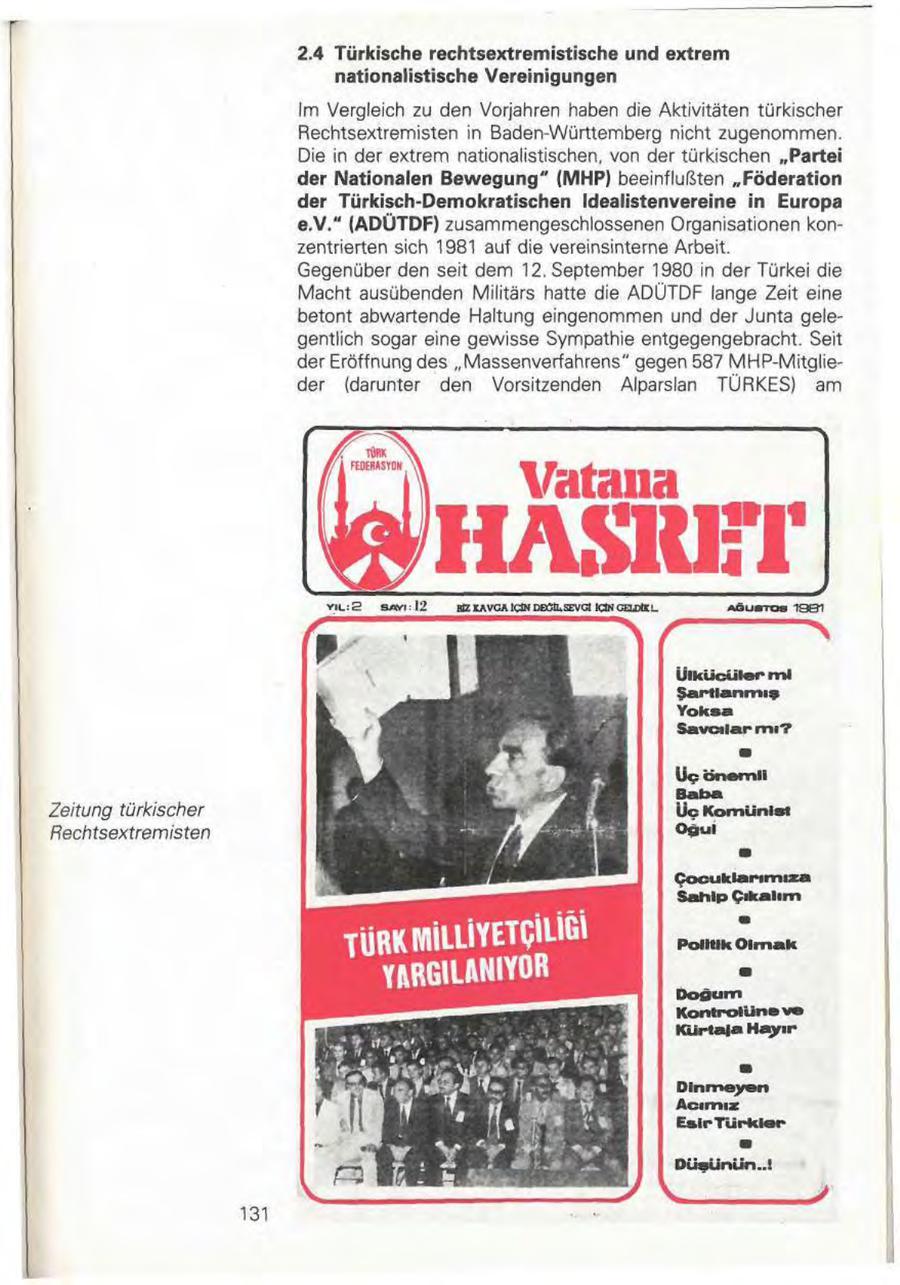 2.4 Türkische rechtsextremistische und extrem
nationalistische Vereinigungen
Im Vergleich zu den Vorjahren haben die Aktivitäten türkischer
Rechtsextremisten in Baden-Württemberg nicht zugenommen.
Die in der extrem nationalistischen, von der türkischen „Partei
der Nationalen Bewegung" (MHP) beeinflußten „Föderation
der Türkisch-Demokratischen Idealistenvereine in Europa
e.V." (ADÜTDF) zusammengeschlossenen Organisationen kon-
zentrierten sich 1981 auf die vereinsinterne Arbeit.
Gegenüber den seit dem 12. September 1980 in der Türkei die
Macht ausübenden Militärs hatte die ADÜTDF lange Zeit eine
betont abwartende Haltung eingenommen und der Junta gele-
gentlich sogar eine gewisse Sympathie entgegengebracht. Seit
der Eröffnung des „Massenverfahrens" gegen 587 MHP-Mitglie-
der (darunter den Vorsitzenden Alparslan TÜRKES) am
TÜRK
FEDERASYON
Vatana
HASRET
YIL: 2 SAYI: 12 BİZ KAVGA İÇİN DEĞİL, SEVGİ İÇİN GELDİK!.. AĞUSTOS 1981
Ülkücüler mi
Şartlanmış
Yoksa
Savcılar mı?
Üç önemli
Baba
Üç Komünist
Oğul
Çocuklarımıza
Sahip Çıkalım
Politik Olmak
Doğum
Kontrolüne ve
Kürtaja Hayır
Dinmeyen
Acımız
Esir Türkler
Düşünün..!
TÜRK MİLLİYETÇİLİĞİ
YARGILANIYOR
Zeitung türkischer
Rechtsextremisten
131